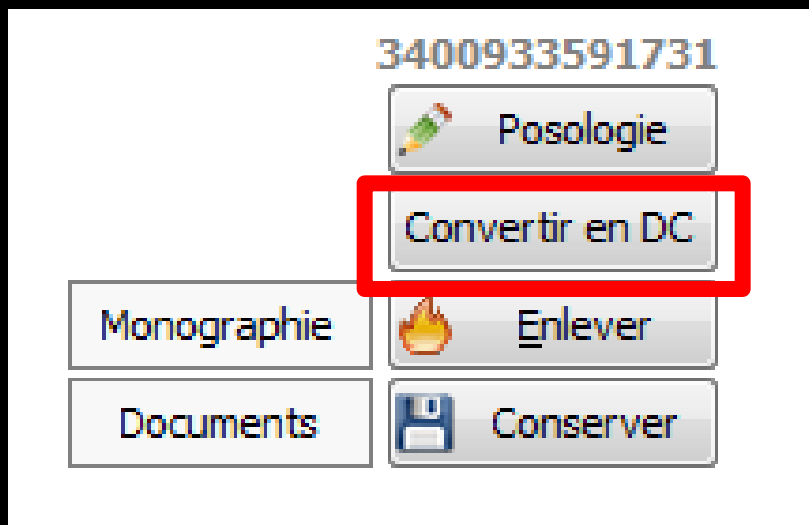 3400933591731
Posologie
Convertir en DC
Monographie
Enlever
Documents
Conserver